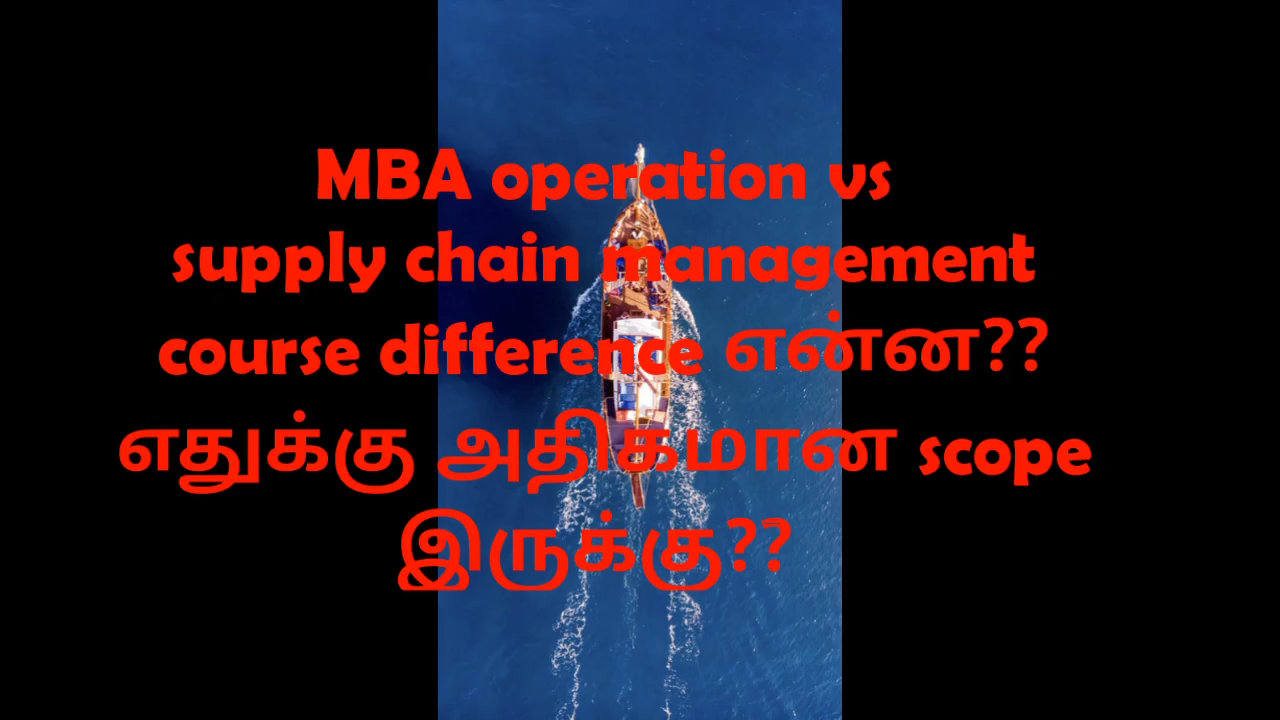 MBA operation vs
supply chain management
course difference என்ன??
எதுக்கு அதிகமான scope
இருக்கு??